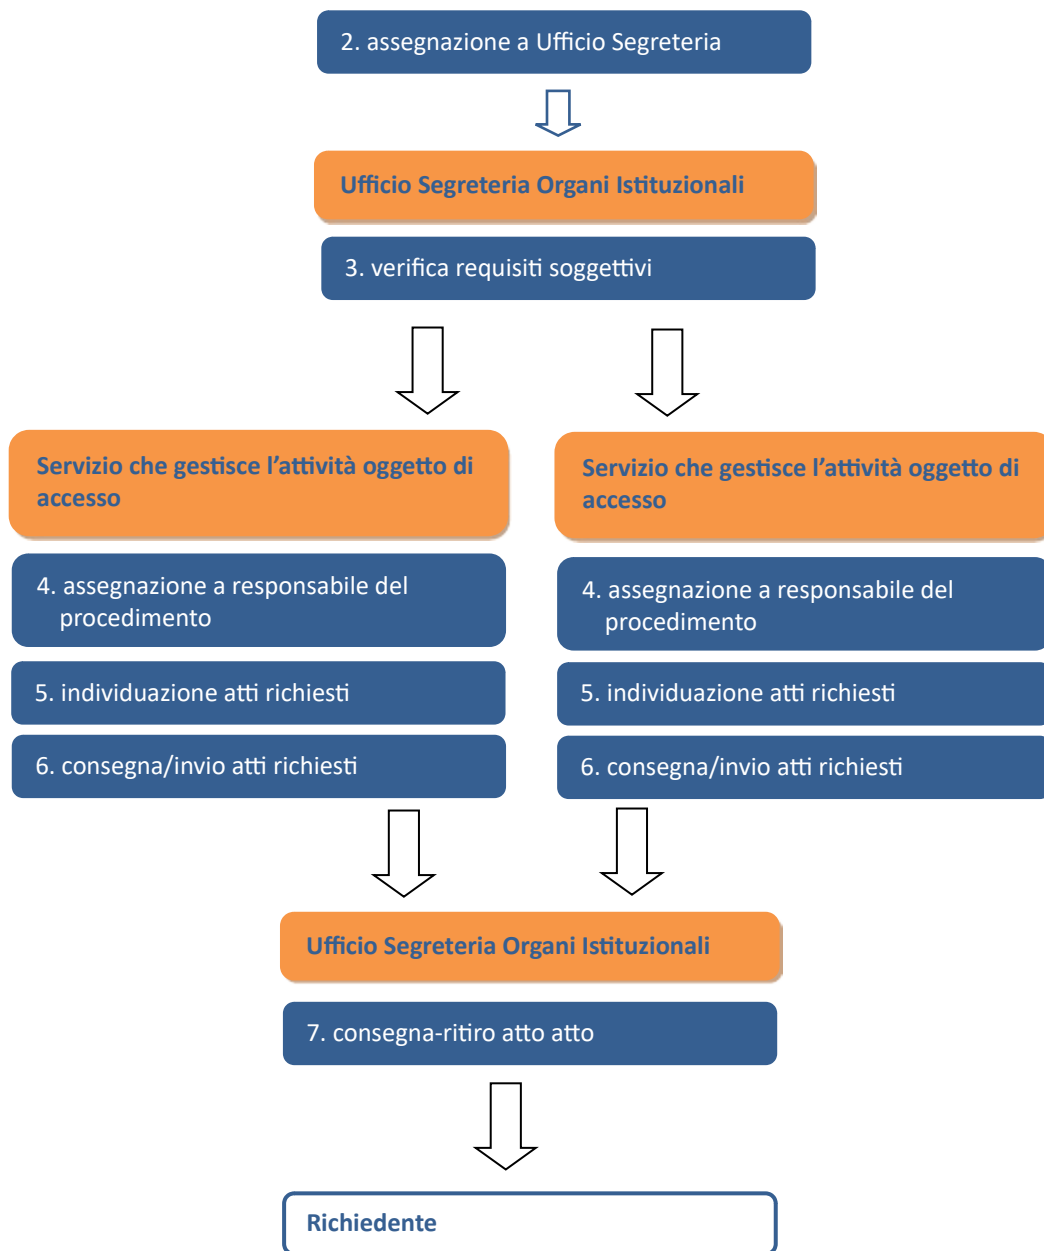 2. assegnazione a Ufficio Segreteria
Ufficio Segreteria Organi Istituzionali
3. verifica requisiti soggettivi
Servizio che gestisce l’attività oggetto di
accesso
4. assegnazione a responsabile del
procedimento
5. individuazione atti richiesti
6. consegna/invio atti richiesti
Servizio che gestisce l’attività oggetto di
accesso
4. assegnazione a responsabile del
procedimento
5. individuazione atti richiesti
6. consegna/invio atti richiesti
Ufficio Segreteria Organi Istituzionali
7. consegna-ritiro atto atto
Richiedente